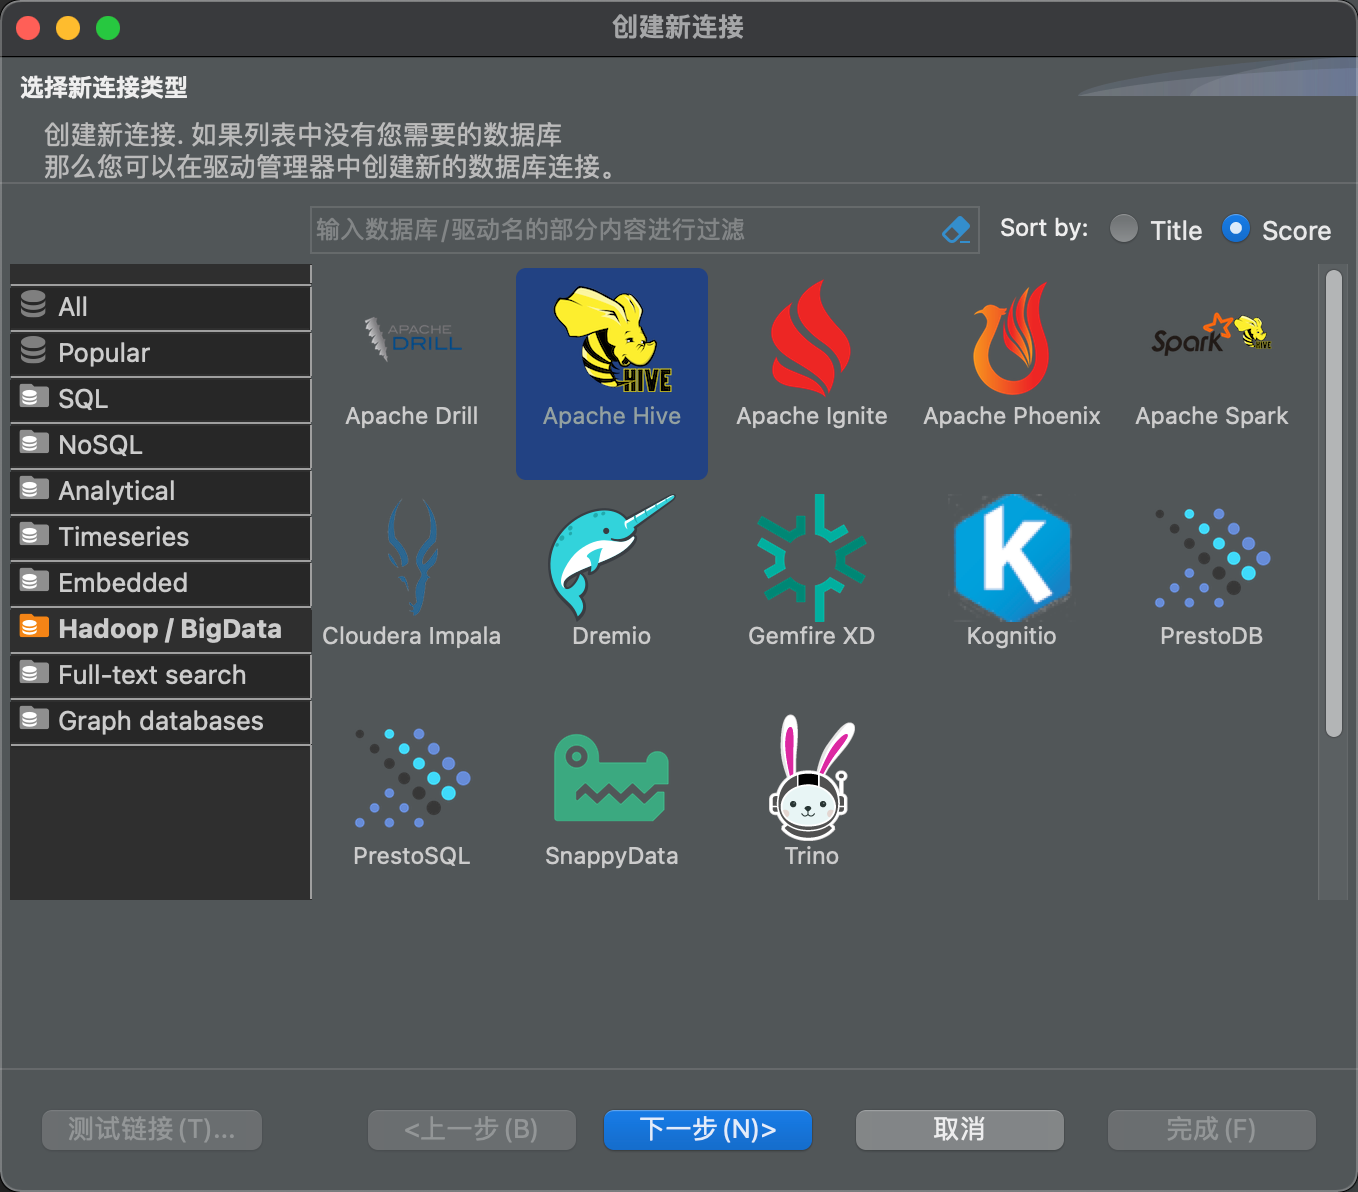 创建新连接
选择新连接类型
创建新连接. 如果列表中没有您需要的数据库
那么您可以在驱动管理器中创建新的数据库连接。
输入数据库/驱动名的部分内容进行过滤
Sort by: Title Score
All
Popular
SQL
NoSQL
Analytical
Timeseries
Embedded
Hadoop / BigData
Full-text search
Graph databases
APACHE
DRILL
HIVE
Spark
HIVE
Apache Drill
Apache Hive
Apache Ignite
Apache Phoenix
Apache Spark
K
Cloudera Impala
Dremio
Gemfire XD
Kognitio
PrestoDB
PrestoSQL
SnappyData
Trino
测试链接(T)...
<上一步(B)
下一步(N)>
取消
完成(F)